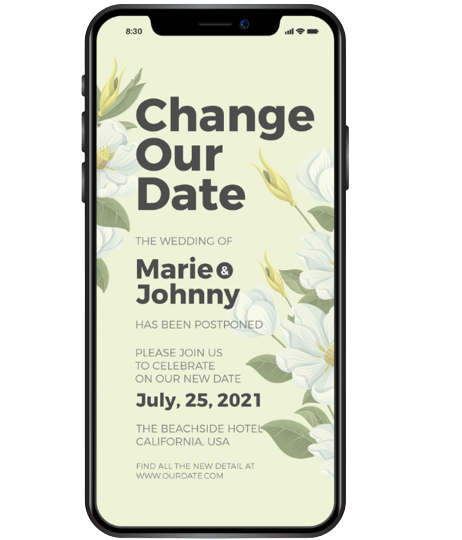 8:30
Change
Our
Date
THE WEDDING OF
Marie &
Johnny
HAS BEEN POSTPONED
PLEASE JOIN US
TO CELEBRATE
ON OUR NEW DATE
July, 25, 2021
THE BEACHSIDE HOTEL
CALIFORNIA, USA
FIND ALL THE NEW DETAIL AT
WWW.OURDATE.COM